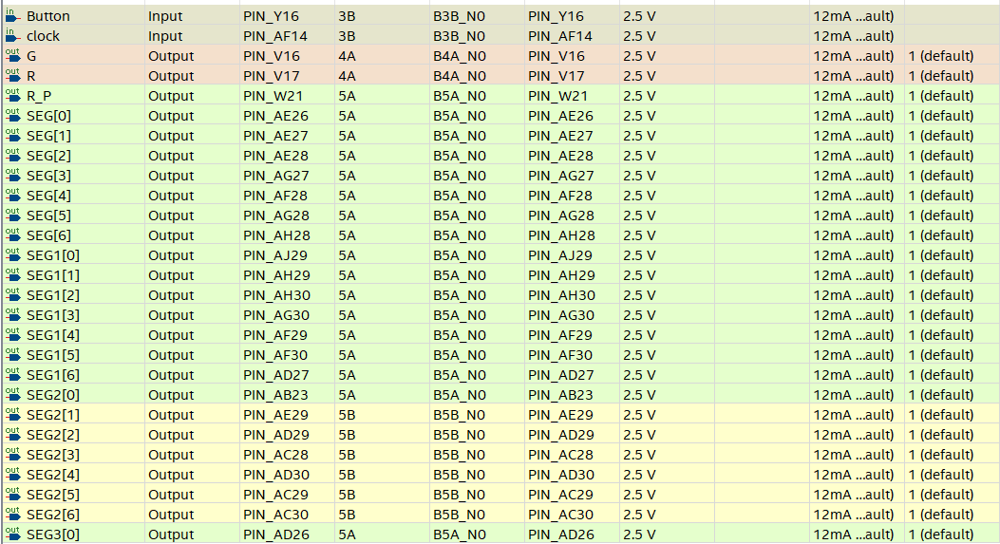 in Button Input PIN_Y16 3B B3B_N0 PIN_Y16 2.5 V 12mA ...ault)
in clock Input PIN_AF14 3B B3B_N0 PIN_AF14 2.5 V 12mA ...ault)
out G Output PIN_V16 4A B4A_N0 PIN_V16 2.5 V 12mA ...ault) 1 (default)
out R Output PIN_V17 4A B4A_N0 PIN_V17 2.5 V 12mA ...ault) 1 (default)
out R_P Output PIN_W21 5A B5A_N0 PIN_W21 2.5 V 12mA ...ault) 1 (default)
out SEG[0] Output PIN_AE26 5A B5A_N0 PIN_AE26 2.5 V 12mA ...ault) 1 (default)
out SEG[1] Output PIN_AE27 5A B5A_N0 PIN_AE27 2.5 V 12mA ...ault) 1 (default)
out SEG[2] Output PIN_AE28 5A B5A_N0 PIN_AE28 2.5 V 12mA ...ault) 1 (default)
out SEG[3] Output PIN_AG27 5A B5A_N0 PIN_AG27 2.5 V 12mA ...ault) 1 (default)
out SEG[4] Output PIN_AF28 5A B5A_N0 PIN_AF28 2.5 V 12mA ...ault) 1 (default)
out SEG[5] Output PIN_AG28 5A B5A_N0 PIN_AG28 2.5 V 12mA ...ault) 1 (default)
out SEG[6] Output PIN_AH28 5A B5A_N0 PIN_AH28 2.5 V 12mA ...ault) 1 (default)
out SEG1[0] Output PIN_AJ29 5A B5A_N0 PIN_AJ29 2.5 V 12mA ...ault) 1 (default)
out SEG1[1] Output PIN_AH29 5A B5A_N0 PIN_AH29 2.5 V 12mA ...ault) 1 (default)
out SEG1[2] Output PIN_AH30 5A B5A_N0 PIN_AH30 2.5 V 12mA ...ault) 1 (default)
out SEG1[3] Output PIN_AG30 5A B5A_N0 PIN_AG30 2.5 V 12mA ...ault) 1 (default)
out SEG1[4] Output PIN_AF29 5A B5A_N0 PIN_AF29 2.5 V 12mA ...ault) 1 (default)
out SEG1[5] Output PIN_AF30 5A B5A_N0 PIN_AF30 2.5 V 12mA ...ault) 1 (default)
out SEG1[6] Output PIN_AD27 5A B5A_N0 PIN_AD27 2.5 V 12mA ...ault) 1 (default)
out SEG2[0] Output PIN_AB23 5A B5A_N0 PIN_AB23 2.5 V 12mA ...ault) 1 (default)
out SEG2[1] Output PIN_AE29 5B B5B_N0 PIN_AE29 2.5 V 12mA ...ault) 1 (default)
out SEG2[2] Output PIN_AD29 5B B5B_N0 PIN_AD29 2.5 V 12mA ...ault) 1 (default)
out SEG2[3] Output PIN_AC28 5B B5B_N0 PIN_AC28 2.5 V 12mA ...ault) 1 (default)
out SEG2[4] Output PIN_AD30 5B B5B_N0 PIN_AD30 2.5 V 12mA ...ault) 1 (default)
out SEG2[5] Output PIN_AC29 5B B5B_N0 PIN_AC29 2.5 V 12mA ...ault) 1 (default)
out SEG2[6] Output PIN_AC30 5B B5B_N0 PIN_AC30 2.5 V 12mA ...ault) 1 (default)
out SEG3[0] Output PIN_AD26 5A B5A_N0 PIN_AD26 2.5 V 12mA ...ault) 1 (default)